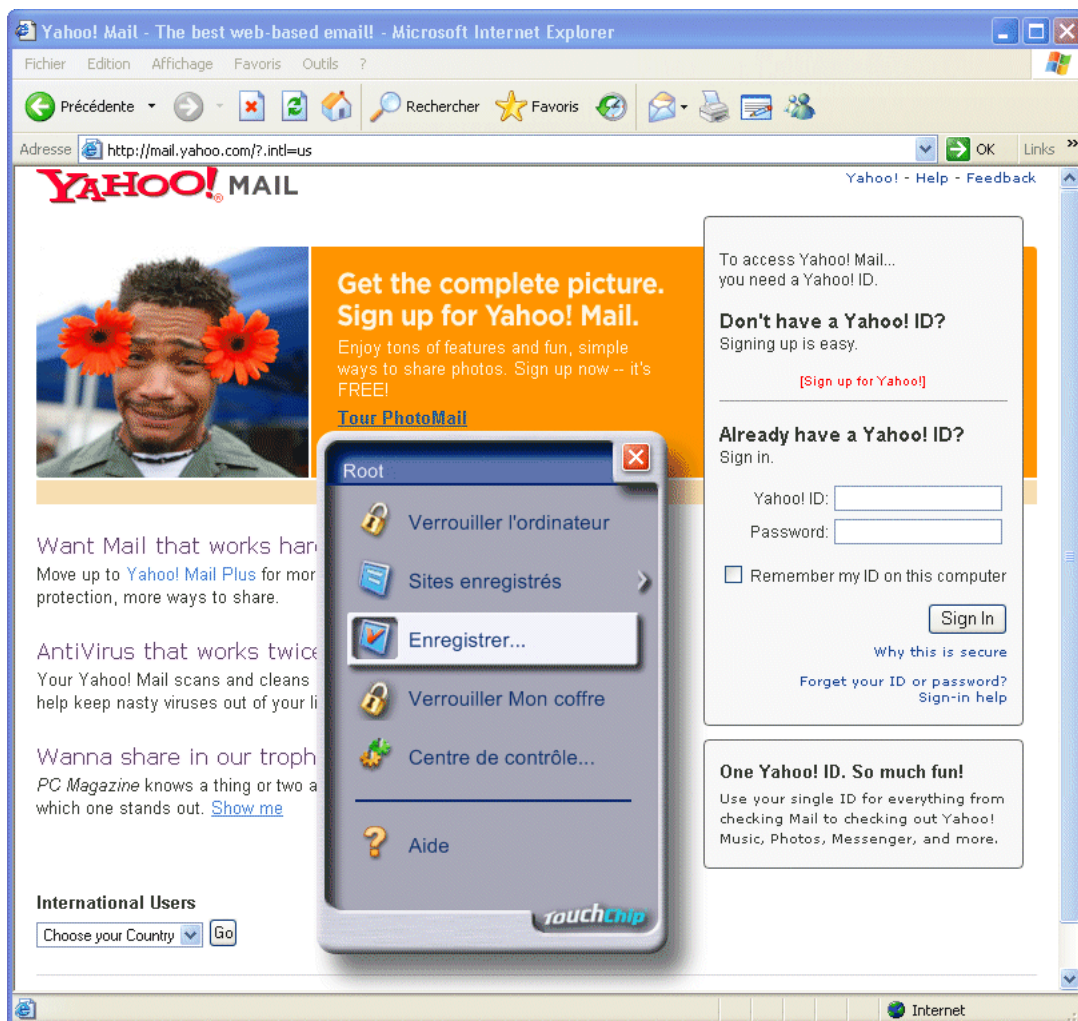 Yahoo! Mail - The best web-based email! - Microsoft Internet Explorer
Fichier Edition Affichage Favoris Outils ?
Précédente Rechercher Favoris
Adresse http://mail.yahoo.com/?.intl=us OK Links »
YAHOO! MAIL
Yahoo! - Help - Feedback
Get the complete picture.
Sign up for Yahoo! Mail.
Enjoy tons of features and fun, simple
ways to share photos. Sign up now -- it's
FREE!
Tour PhotoMail
To access Yahoo! Mail...
you need a Yahoo! ID.
Don't have a Yahoo! ID?
Signing up is easy.
[Sign up for Yahoo!]
Already have a Yahoo! ID?
Sign in.
Yahoo! ID:
Password:
Remember my ID on this computer
Sign In
Why this is secure
Forget your ID or password?
Sign-in help
One Yahoo! ID. So much fun!
Use your single ID for everything from
checking Mail to checking out Yahoo!
Music, Photos, Messenger, and more.
Want Mail that works har
Move up to Yahoo! Mail Plus for mor
protection, more ways to share.
AntiVirus that works twice
Your Yahoo! Mail scans and cleans
help keep nasty viruses out of your li
Wanna share in our troph
PC Magazine knows a thing or two a
which one stands out. Show me
International Users
Choose your Country Go
Root
Verrouiller l'ordinateur
Sites enregistrés
Enregistrer...
Verrouiller Mon coffre
Centre de contrôle...
Aide
TouchChip
Internet